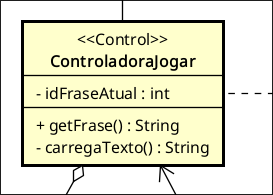 <<Control>>
ControladoraJogar
- idFraseAtual : int
+ getFrase() : String
- carregaTexto() : String